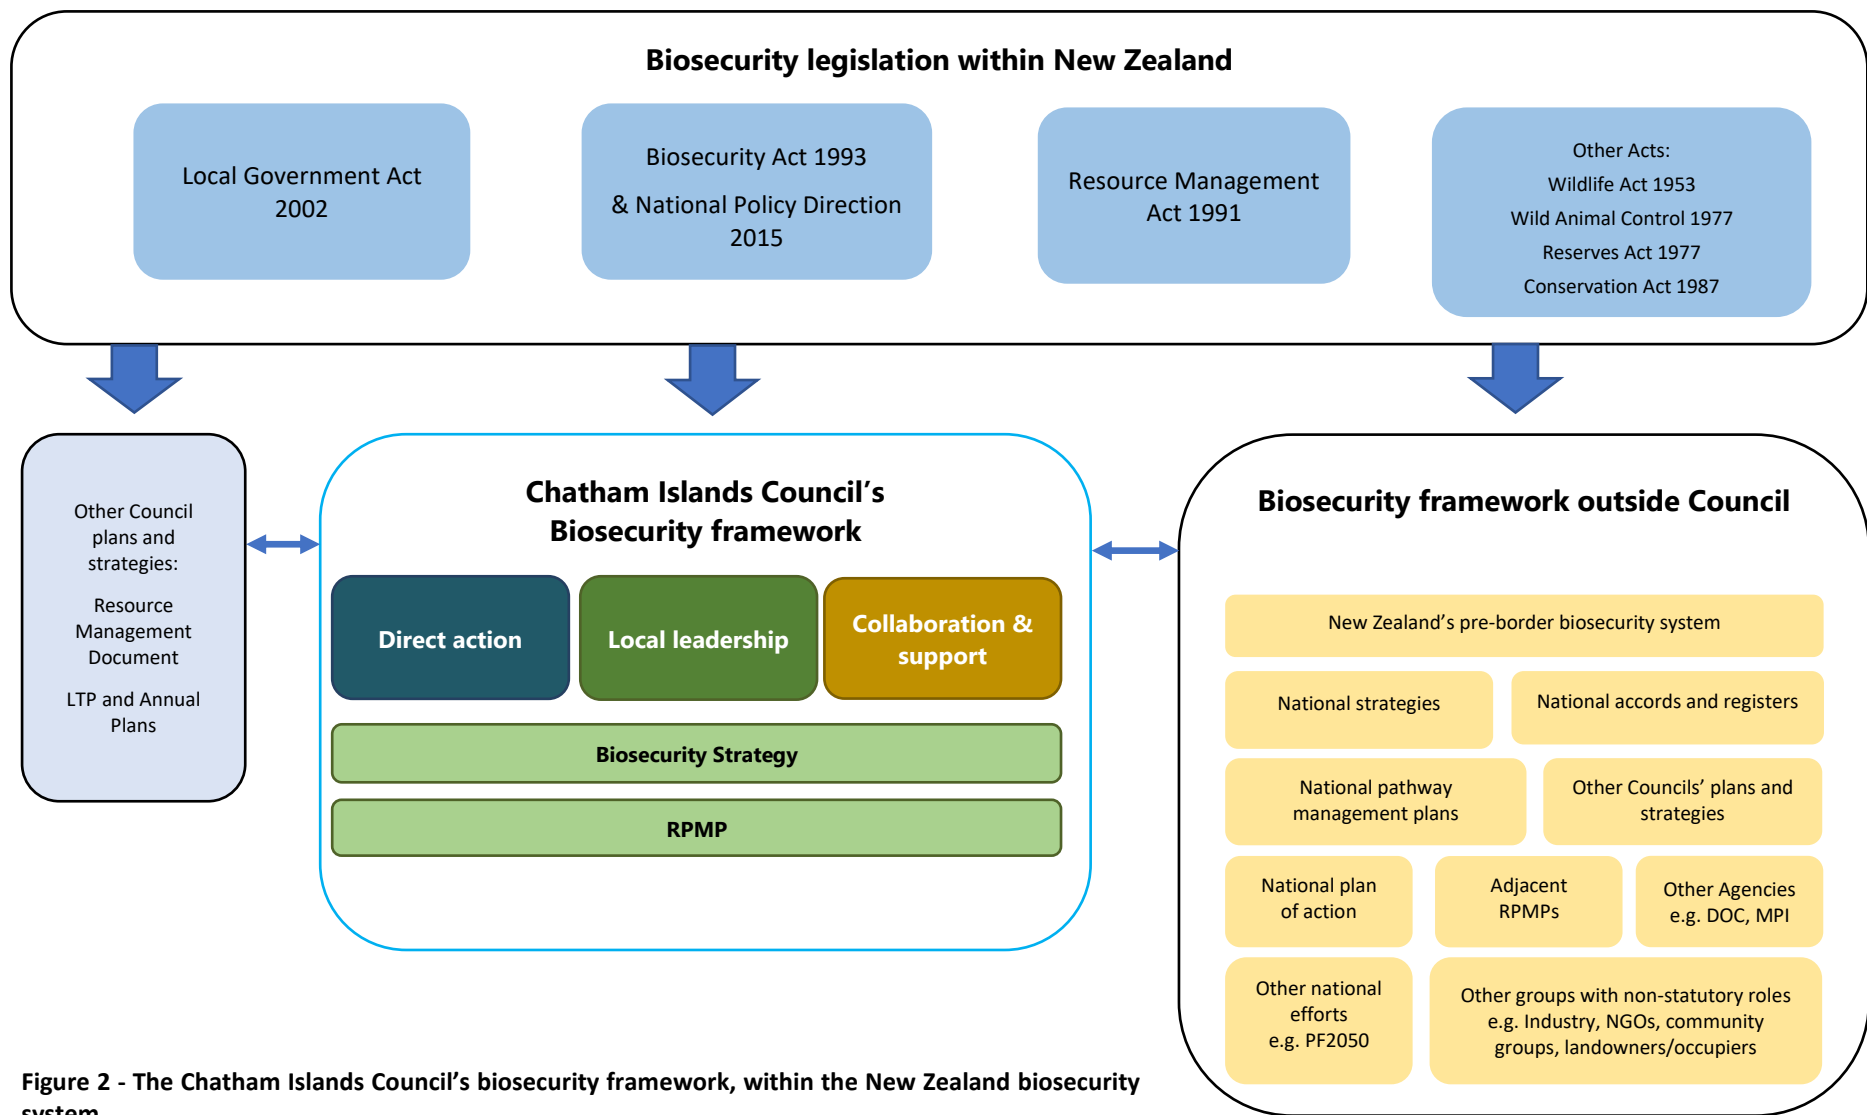 Biosecurity legislation within New Zealand
Local Government Act
2002
Biosecurity Act 1993
& National Policy Direction
2015
Resource Management
Act 1991
Other Acts:
Wildlife Act 1953
Wild Animal Control 1977
Reserves Act 1977
Conservation Act 1987
Other Council
plans and
strategies:
Resource
Management
Document
LTP and Annual
Plans
Chatham Islands Council’s
Biosecurity framework
Direct action
Local leadership
Collaboration &
support
Biosecurity Strategy
RPMP
Biosecurity framework outside Council
New Zealand’s pre-border biosecurity system
National strategies
National accords and registers
National pathway
management plans
Other Councils’ plans and
strategies
National plan
of action
Adjacent
RPMPs
Other Agencies
e.g. DOC, MPI
Other national
efforts
e.g. PF2050
Other groups with non-statutory roles
e.g. Industry, NGOs, community
groups, landowners/occupiers
Figure 2 - The Chatham Islands Council’s biosecurity framework, within the New Zealand biosecurity
system